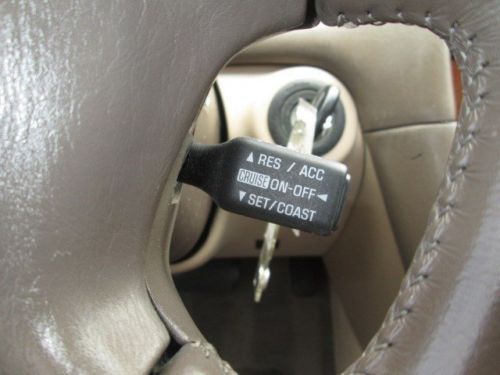 ▲ RES / ACC
CRUISE ON-OFF ◄
▼ SET/COAST